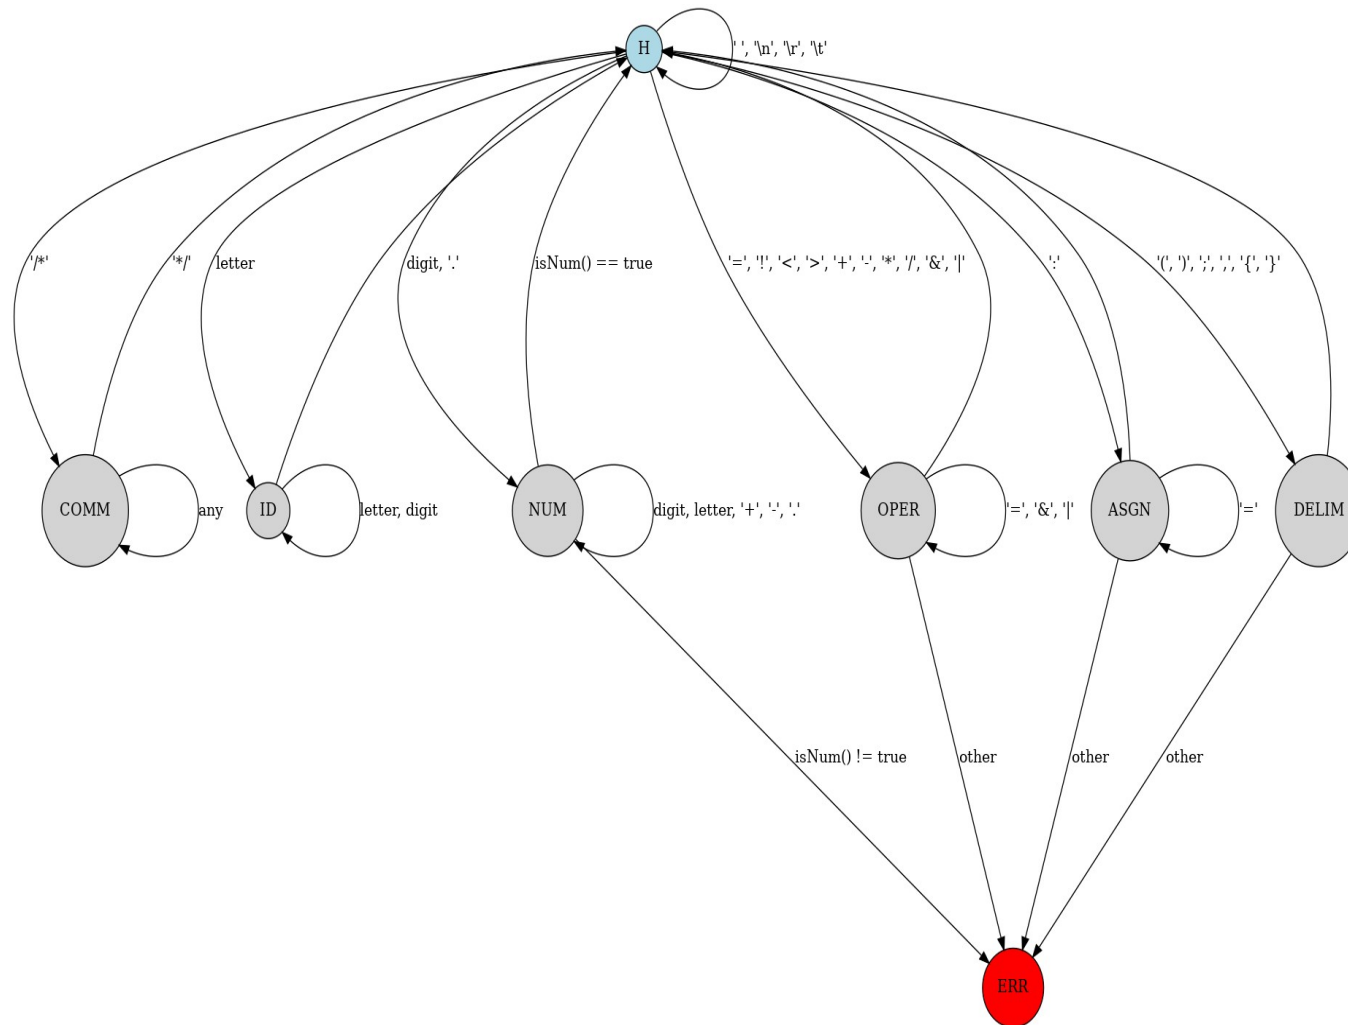 H
' ', '\n', '\r', '\t'
'/*'
'*/'
letter
digit, '.'
isNum() == true
'=', '!', '<', '>', '+', '-', '*', '/', '&', '|'
':'
'(', ')', ';', ',', '{', '}'
COMM
any
ID
letter, digit
NUM
digit, letter, '+', '-', '.'
OPER
'=', '&', '|'
ASGN
'='
DELIM
isNum() != true
other
other
other
ERR